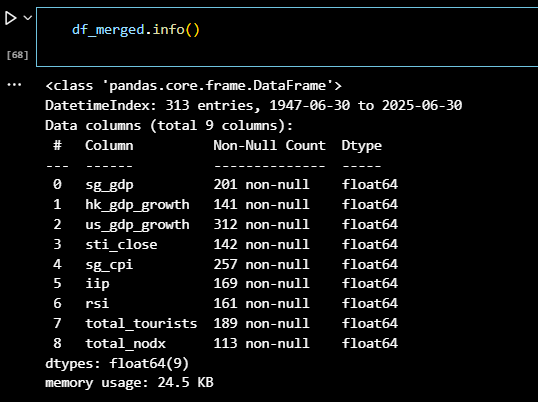 df_merged.info()
[68]
... <class 'pandas.core.frame.DataFrame'>
DatetimeIndex: 313 entries, 1947-06-30 to 2025-06-30
Data columns (total 9 columns):
 #   Column         Non-Null Count  Dtype
---  ------         --------------  -----
 0   sg_gdp         201 non-null    float64
 1   hk_gdp_growth  141 non-null    float64
 2   us_gdp_growth  312 non-null    float64
 3   sti_close      142 non-null    float64
 4   sg_cpi         257 non-null    float64
 5   iip            169 non-null    float64
 6   rsi            161 non-null    float64
 7   total_tourists 189 non-null    float64
 8   total_nodx     113 non-null    float64
dtypes: float64(9)
memory usage: 24.5 KB